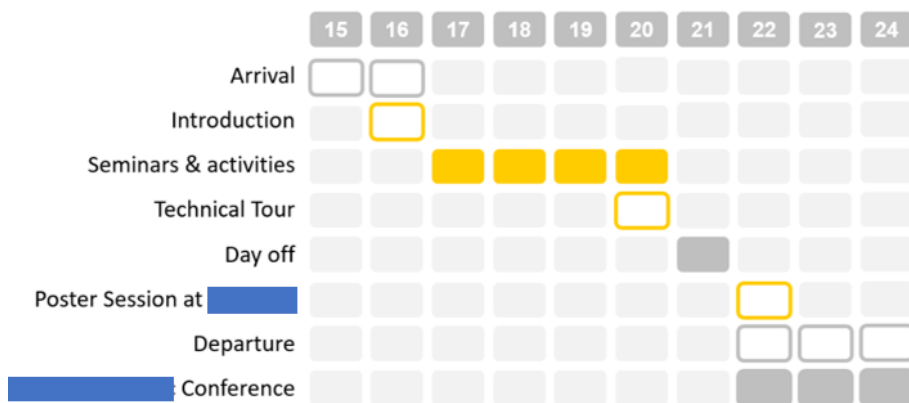 15 16 17 18 19 20 21 22 23 24
Arrival
Introduction
Seminars & activities
Technical Tour
Day off
Poster Session at
Departure
Conference